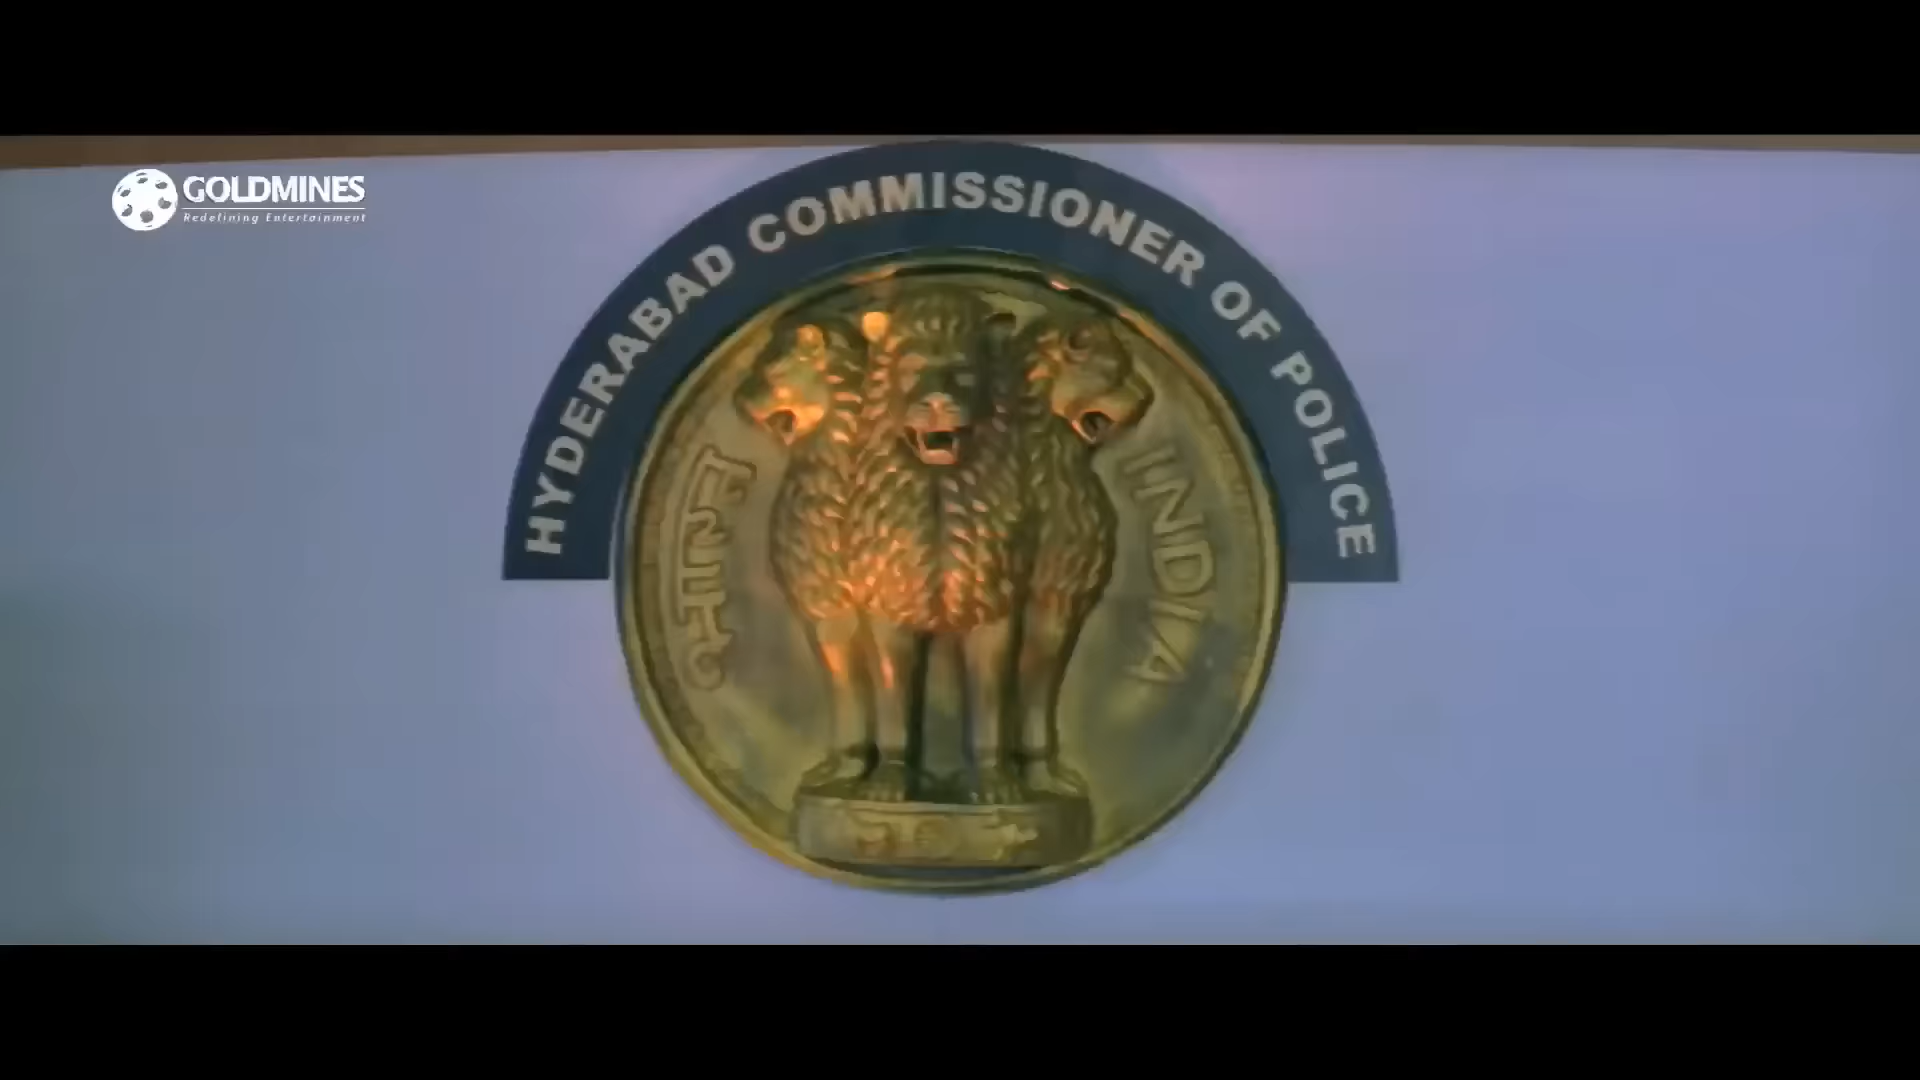 GOLDMINES
Redefining Entertainment
HYDERABAD COMMISSIONER OF POLICE
भारत
INDIA